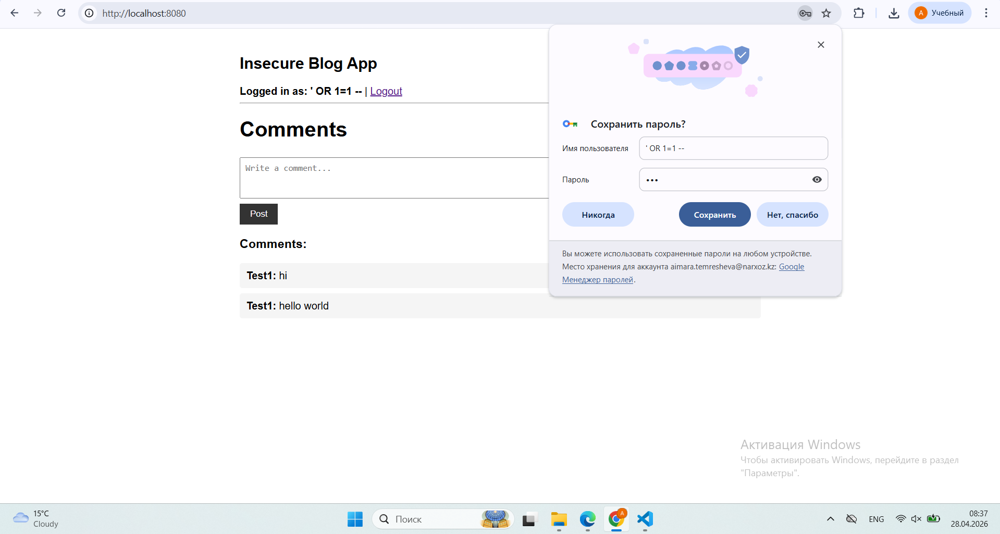 http://localhost:8080
A Учебный
Insecure Blog App
Logged in as: ' OR 1=1 -- | Logout
Comments
Write a comment...
Post
Comments:
Test1: hi
Test1: hello world
Сохранить пароль?
Имя пользователя ' OR 1=1 --
Пароль •••
Никогда Сохранить Нет, спасибо
Вы можете использовать сохраненные пароли на любом устройстве.
Место хранения для аккаунта aimara.temresheva@narxoz.kz: Google
Менеджер паролей.
Активация Windows
Чтобы активировать Windows, перейдите в раздел
"Параметры".
15°C
Cloudy
Поиск
A
ENG
08:37
28.04.2026